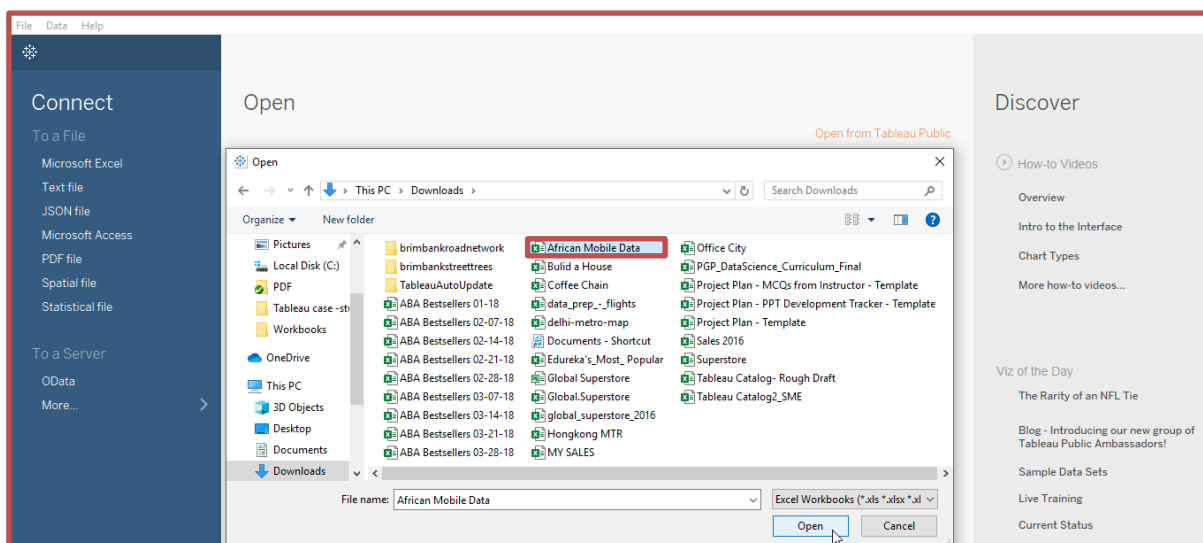 File Data Help
Connect
To a File
Microsoft Excel
Text file
JSON file
Microsoft Access
PDF file
Spatial file
Statistical file
To a Server
OData
More...
Open
Open from Tableau Public
Open
This PC > Downloads >
Search Downloads
Organize
New folder
Pictures
Local Disk (C:)
PDF
Tableau case -stu
Workbooks
OneDrive
This PC
3D Objects
Desktop
Documents
Downloads
brimbankroadnetwork
brimbankstreettrees
TableauAutoUpdate
ABA Bestsellers 01-18
ABA Bestsellers 02-07-18
ABA Bestsellers 02-14-18
ABA Bestsellers 02-21-18
ABA Bestsellers 02-28-18
ABA Bestsellers 03-07-18
ABA Bestsellers 03-14-18
ABA Bestsellers 03-21-18
ABA Bestsellers 03-28-18
African Mobile Data
Bulid a House
Coffee Chain
data_prep_-_flights
delhi-metro-map
Documents - Shortcut
Edureka's_Most_ Popular
Global Superstore
Global.Superstore
global_superstore_2016
Hongkong MTR
MY SALES
Office City
PGP_DataScience_Curriculum_Final
Project Plan - MCQs from Instructor - Template
Project Plan - PPT Development Tracker - Template
Project Plan - Template
Sales 2016
Superstore
Tableau Catalog- Rough Draft
Tableau Catalog2_SME
File name: African Mobile Data
Excel Workbooks (*.xls *.xlsx *.xl
Open
Cancel
Discover
How-to Videos
Overview
Intro to the Interface
Chart Types
More how-to videos...
Viz of the Day
The Rarity of an NFL Tie
Blog - Introducing our new group of
Tableau Public Ambassadors!
Sample Data Sets
Live Training
Current Status